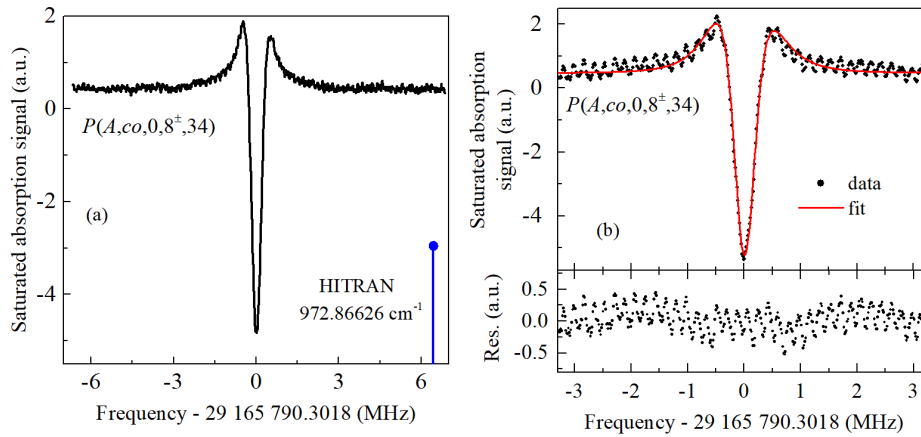 Saturated absorption signal (a.u.)
2
0
-2
-4
P(A,co,0,8±,34)
(a)
HITRAN
972.86626 cm⁻¹
-6
-3
0
3
6
Frequency - 29 165 790.3018 (MHz)
Saturated absorption
signal (a.u.)
2
0
-2
-4
P(A,co,0,8±,34)
data
fit
(b)
Res. (a.u.)
0.5
0.0
-0.5
-3
-2
-1
0
1
2
3
Frequency - 29 165 790.3018 (MHz)